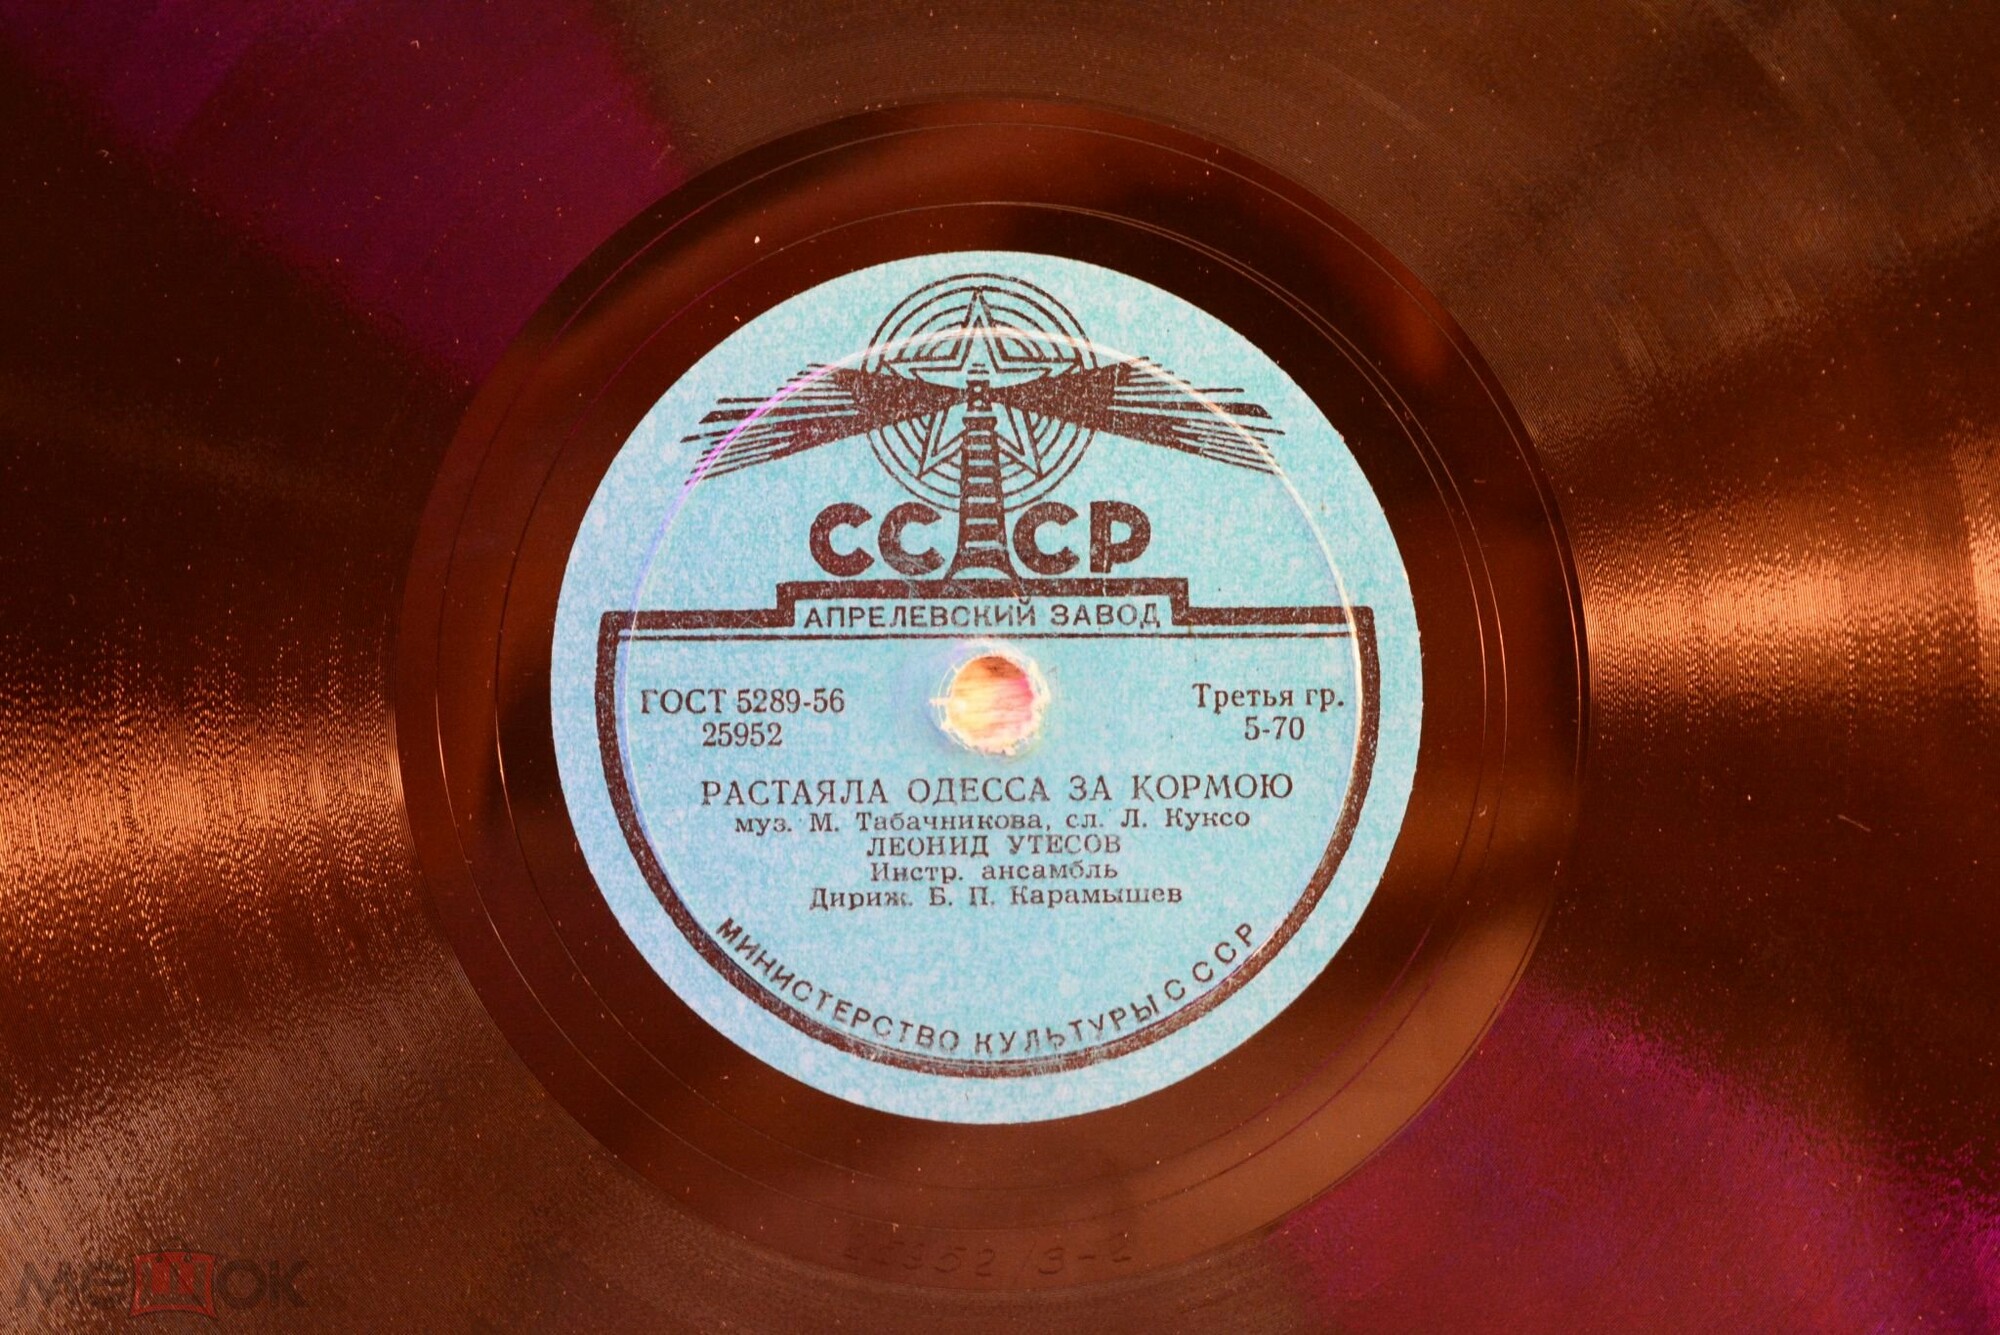 СССР
АПРЕЛЕВСКИЙ ЗАВОД
ГОСТ 5289-56
25952
Третья гр.
5-70
РАСТАЯЛА ОДЕССА ЗА КОРМОЮ
муз. М. Табачникова, сл. Л. Куксо
ЛЕОНИД УТЕСОВ
Инстр. ансамбль
Дириж. Б. П. Карамышев
МИНИСТЕРСТВО КУЛЬТУРЫ СССР
мешок